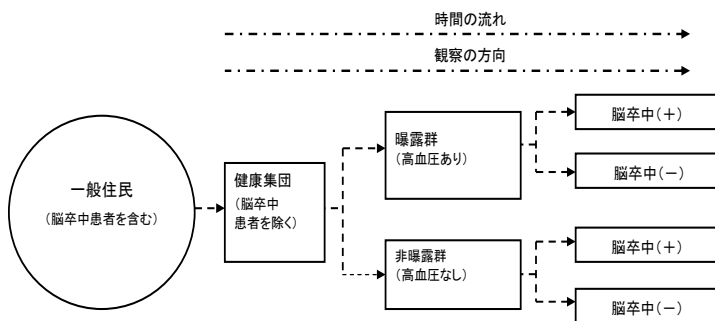 時間の流れ
観察の方向
一般住民
(脳卒中患者を含む)
健康集団
(脳卒中
患者を除く)
曝露群
(高血圧あり)
非曝露群
(高血圧なし)
脳卒中(＋)
脳卒中(－)
脳卒中(＋)
脳卒中(－)